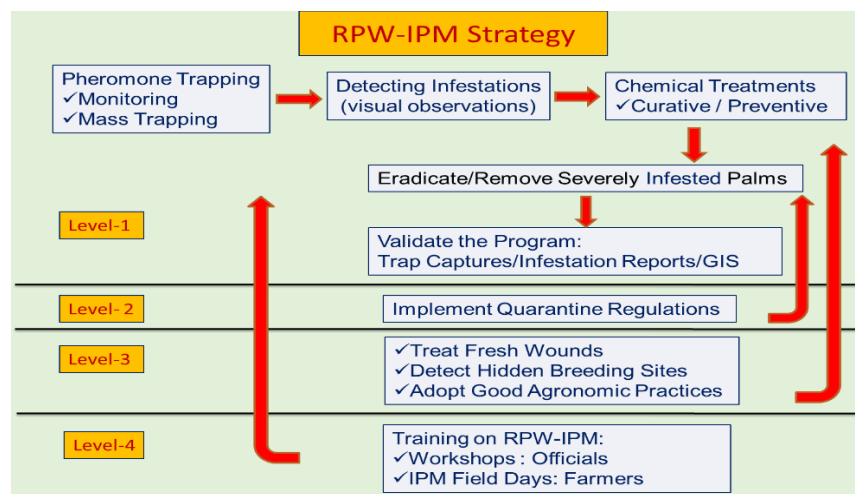 RPW-IPM Strategy
Pheromone Trapping
✓Monitoring
✓Mass Trapping
Detecting Infestations
(visual observations)
Chemical Treatments
✓Curative / Preventive
Eradicate/Remove Severely Infested Palms
Level-1
Validate the Program:
Trap Captures/Infestation Reports/GIS
Level- 2
Implement Quarantine Regulations
Level-3
✓Treat Fresh Wounds
✓Detect Hidden Breeding Sites
✓Adopt Good Agronomic Practices
Level-4
Training on RPW-IPM:
✓Workshops : Officials
✓IPM Field Days: Farmers